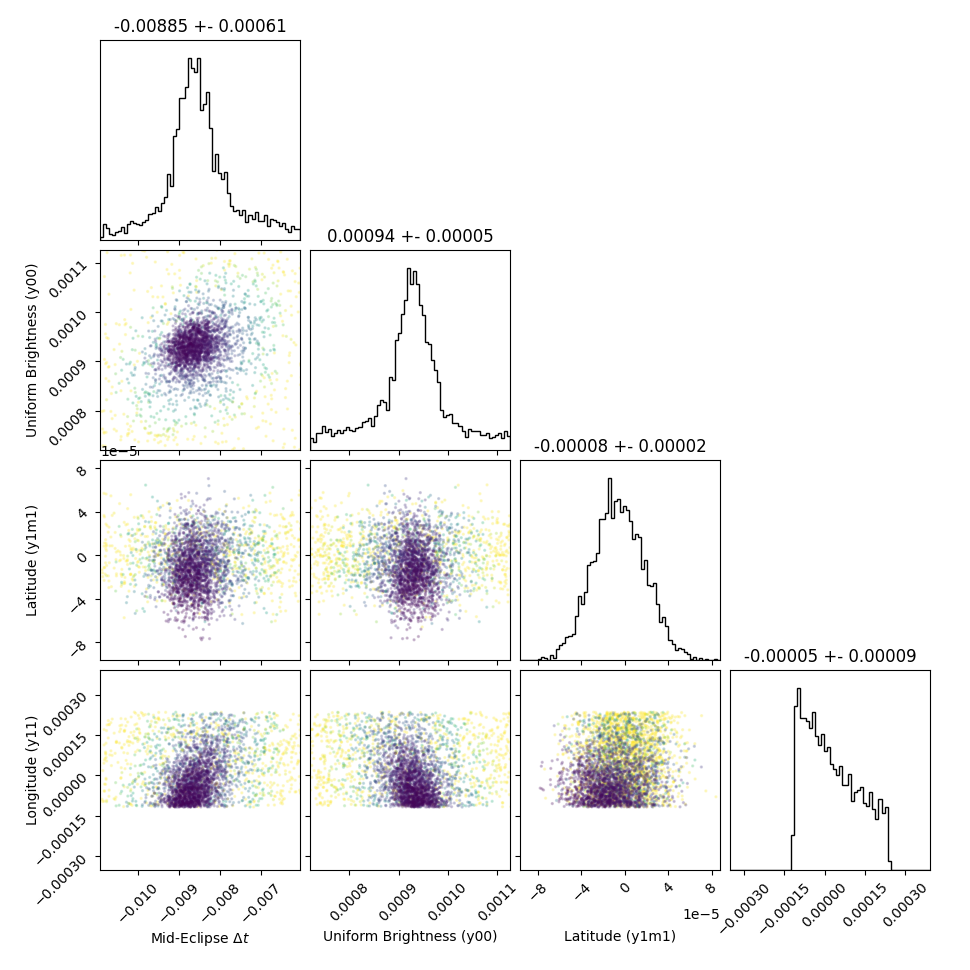 -0.00885 +- 0.00061
0.00094 +- 0.00005
Uniform Brightness (y00)
0.0011
0.0010
0.0009
0.0008
-0.00008 +- 0.00002
1e−5
Latitude (y1m1)
8
4
0
−4
−8
-0.00005 +- 0.00009
Longitude (y11)
0.00030
0.00015
0.00000
−0.00015
−0.00030
−0.010 −0.009 −0.008 −0.007
Mid-Eclipse Δt
0.0008 0.0009 0.0010 0.0011
Uniform Brightness (y00)
−8 −4 0 4 8
1e−5
Latitude (y1m1)
−0.00030 −0.00015 0.00000 0.00015 0.00030